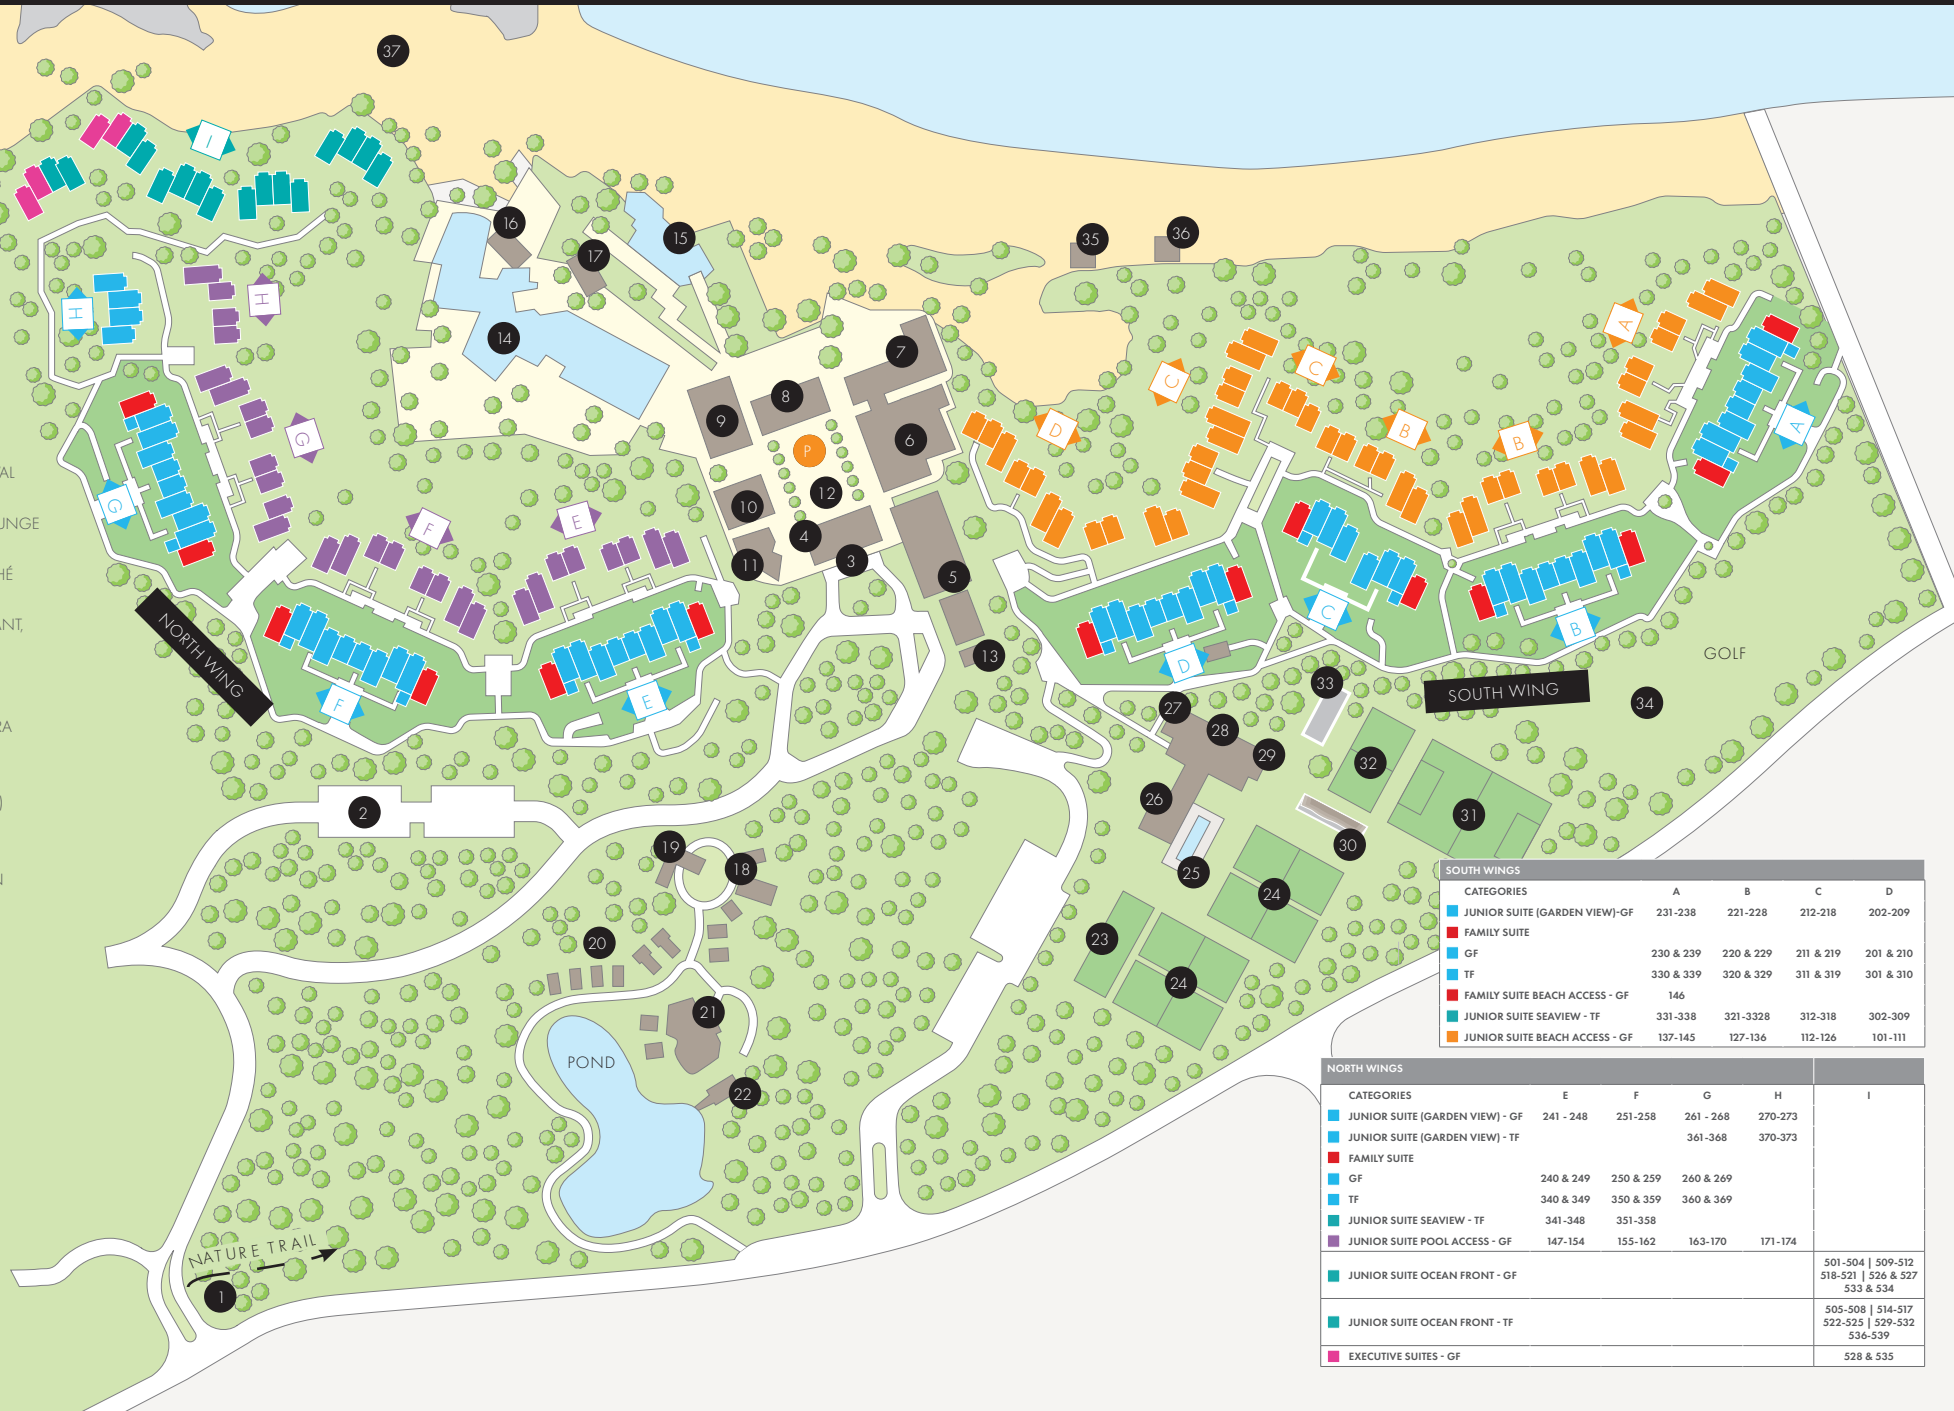 37
I
16
15
17
35
36
H
H
14
A
7
C
C
8
9
A
P
D
B
B
6
G
TAL
10
12
G
UNGE
F
E
4
11
3
HÉ
5
NORTH WING
ANT,
C
B
13
GOLF
D
33
SOUTH WING
F
E
34
27
RA
28
29
32
26
2
31
30
19
18
25
24
23
20
24
21
POND
22
NATURE TRAIL
1
SOUTH WINGS
CATEGORIES A B C D
JUNIOR SUITE (GARDEN VIEW)-GF 231-238 221-228 212-218 202-209
FAMILY SUITE
GF 230 & 239 220 & 229 211 & 219 201 & 210
TF 330 & 339 320 & 329 311 & 319 301 & 310
FAMILY SUITE BEACH ACCESS - GF 146
JUNIOR SUITE SEAVIEW - TF 331-338 321-3328 312-318 302-309
JUNIOR SUITE BEACH ACCESS - GF 137-145 127-136 112-126 101-111
NORTH WINGS
CATEGORIES E F G H I
JUNIOR SUITE (GARDEN VIEW) - GF 241 - 248 251-258 261 - 268 270-273
JUNIOR SUITE (GARDEN VIEW) - TF 361-368 370-373
FAMILY SUITE
GF 240 & 249 250 & 259 260 & 269
TF 340 & 349 350 & 359 360 & 369
JUNIOR SUITE SEAVIEW - TF 341-348 351-358
JUNIOR SUITE POOL ACCESS - GF 147-154 155-162 163-170 171-174
JUNIOR SUITE OCEAN FRONT - GF
501-504 | 509-512
518-521 | 526 & 527
533 & 534
JUNIOR SUITE OCEAN FRONT - TF
505-508 | 514-517
522-525 | 529-532
536-539
EXECUTIVE SUITES - GF 528 & 535